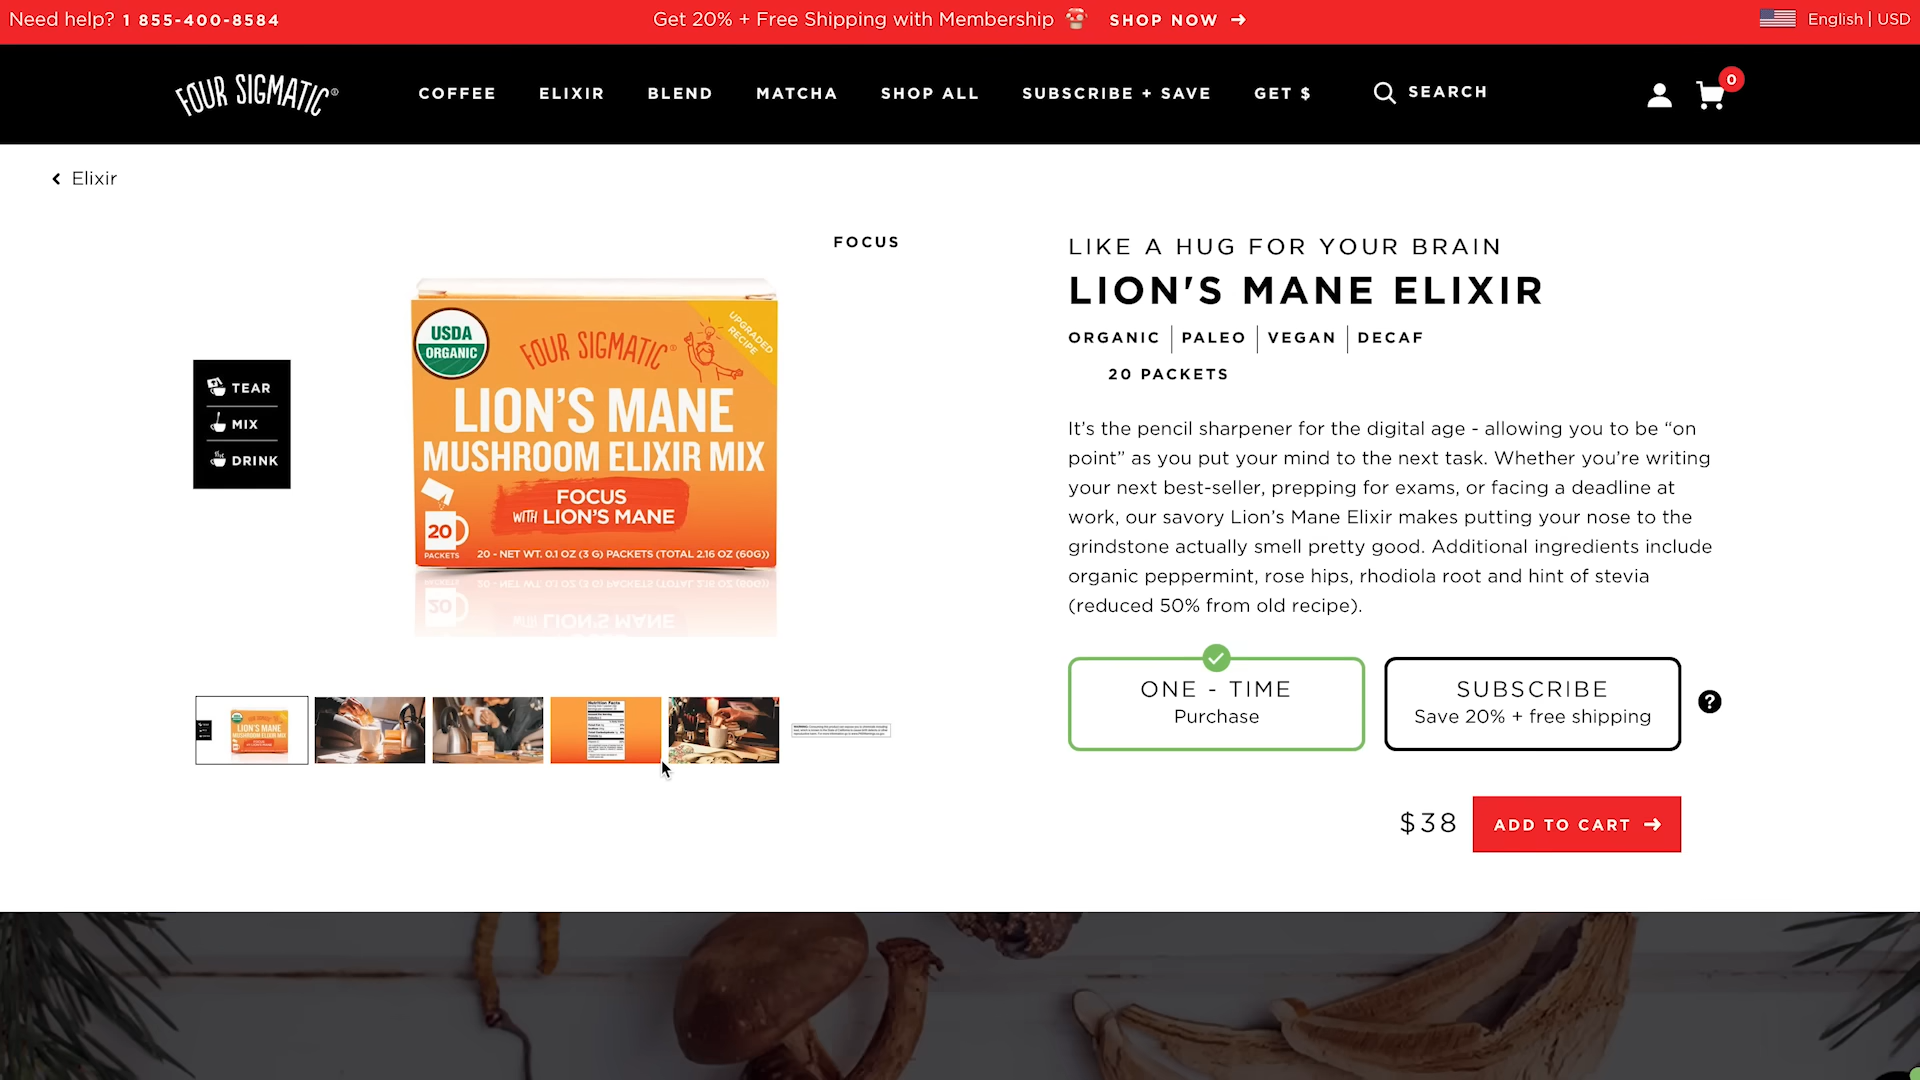 Need help? 1 855-400-8584
Get 20% + Free Shipping with Membership SHOP NOW →
English | USD
FOUR SIGMATIC®
COFFEE ELIXIR BLEND MATCHA SHOP ALL SUBSCRIBE + SAVE GET $ SEARCH
0
Elixir
FOCUS
TEAR
MIX
DRINK
USDA
ORGANIC
FOUR SIGMATIC®
UPGRADED
RECIPE
LION'S MANE
MUSHROOM ELIXIR MIX
FOCUS
WITH LION'S MANE
20
PACKETS
20 - NET WT. 0.1 OZ (3 G) PACKETS (TOTAL 2.16 OZ (60G))
Nutrition Facts
LIKE A HUG FOR YOUR BRAIN
LION'S MANE ELIXIR
ORGANIC | PALEO | VEGAN | DECAF
20 PACKETS
It’s the pencil sharpener for the digital age - allowing you to be “on
point” as you put your mind to the next task. Whether you’re writing
your next best-seller, prepping for exams, or facing a deadline at
work, our savory Lion’s Mane Elixir makes putting your nose to the
grindstone actually smell pretty good. Additional ingredients include
organic peppermint, rose hips, rhodiola root and hint of stevia
(reduced 50% from old recipe).
ONE - TIME
Purchase
SUBSCRIBE
Save 20% + free shipping
?
$38
ADD TO CART →